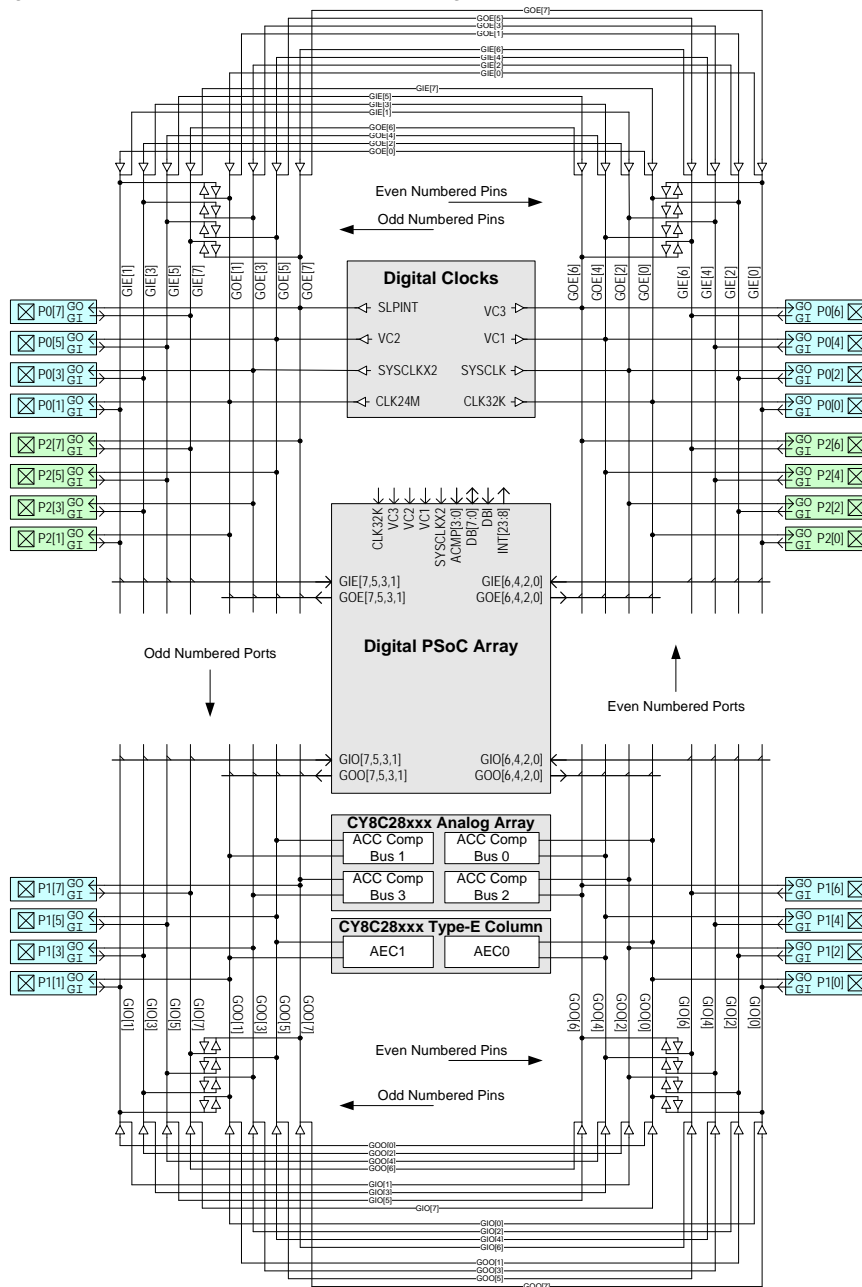 GOE[7]
GOE[5]
GOE[3]
GOE[1]
GIE[6]
GIE[4]
GIE[2]
GIE[0]
GIE[7]
GIE[5]
GIE[3]
GIE[1]
GOE[6]
GOE[4]
GOE[2]
GOE[0]
Even Numbered Pins
Odd Numbered Pins
GIE[1]
GIE[3]
GIE[5]
GIE[7]
GOE[1]
GOE[3]
GOE[5]
GOE[7]
GOE[6]
GOE[4]
GOE[2]
GOE[0]
GIE[6]
GIE[4]
GIE[2]
GIE[0]
Digital Clocks
SLPINT VC3
VC2 VC1
SYSCLKX2 SYSCLK
CLK24M CLK32K
P0[7] GO GI
P0[5] GO GI
P0[3] GO GI
P0[1] GO GI
P2[7] GO GI
P2[5] GO GI
P2[3] GO GI
P2[1] GO GI
GO GI P0[6]
GO GI P0[4]
GO GI P0[2]
GO GI P0[0]
GO GI P2[6]
GO GI P2[4]
GO GI P2[2]
GO GI P2[0]
CLK32K
VC3
VC2
VC1
SYSCLKX2
ACMP[3:0]
DB[7:0]
DBI
INT[23:8]
GIE[7,5,3,1] GIE[6,4,2,0]
GOE[7,5,3,1] GOE[6,4,2,0]
Digital PSoC Array
Odd Numbered Ports
Even Numbered Ports
GIO[7,5,3,1] GIO[6,4,2,0]
GOO[7,5,3,1] GOO[6,4,2,0]
CY8C28xxx Analog Array
ACC Comp Bus 1
ACC Comp Bus 0
ACC Comp Bus 3
ACC Comp Bus 2
CY8C28xxx Type-E Column
AEC1 AEC0
P1[7] GO GI
P1[5] GO GI
P1[3] GO GI
P1[1] GO GI
GO GI P1[6]
GO GI P1[4]
GO GI P1[2]
GO GI P1[0]
GIO[1]
GIO[3]
GIO[5]
GIO[7]
GOO[1]
GOO[3]
GOO[5]
GOO[7]
GOO[6]
GOO[4]
GOO[2]
GOO[0]
GIO[6]
GIO[4]
GIO[2]
GIO[0]
Even Numbered Pins
Odd Numbered Pins
GOO[0]
GOO[2]
GOO[4]
GOO[6]
GIO[1]
GIO[3]
GIO[5]
GIO[7]
GIO[0]
GIO[2]
GIO[4]
GIO[6]
GOO[1]
GOO[3]
GOO[5]
GOO[7]